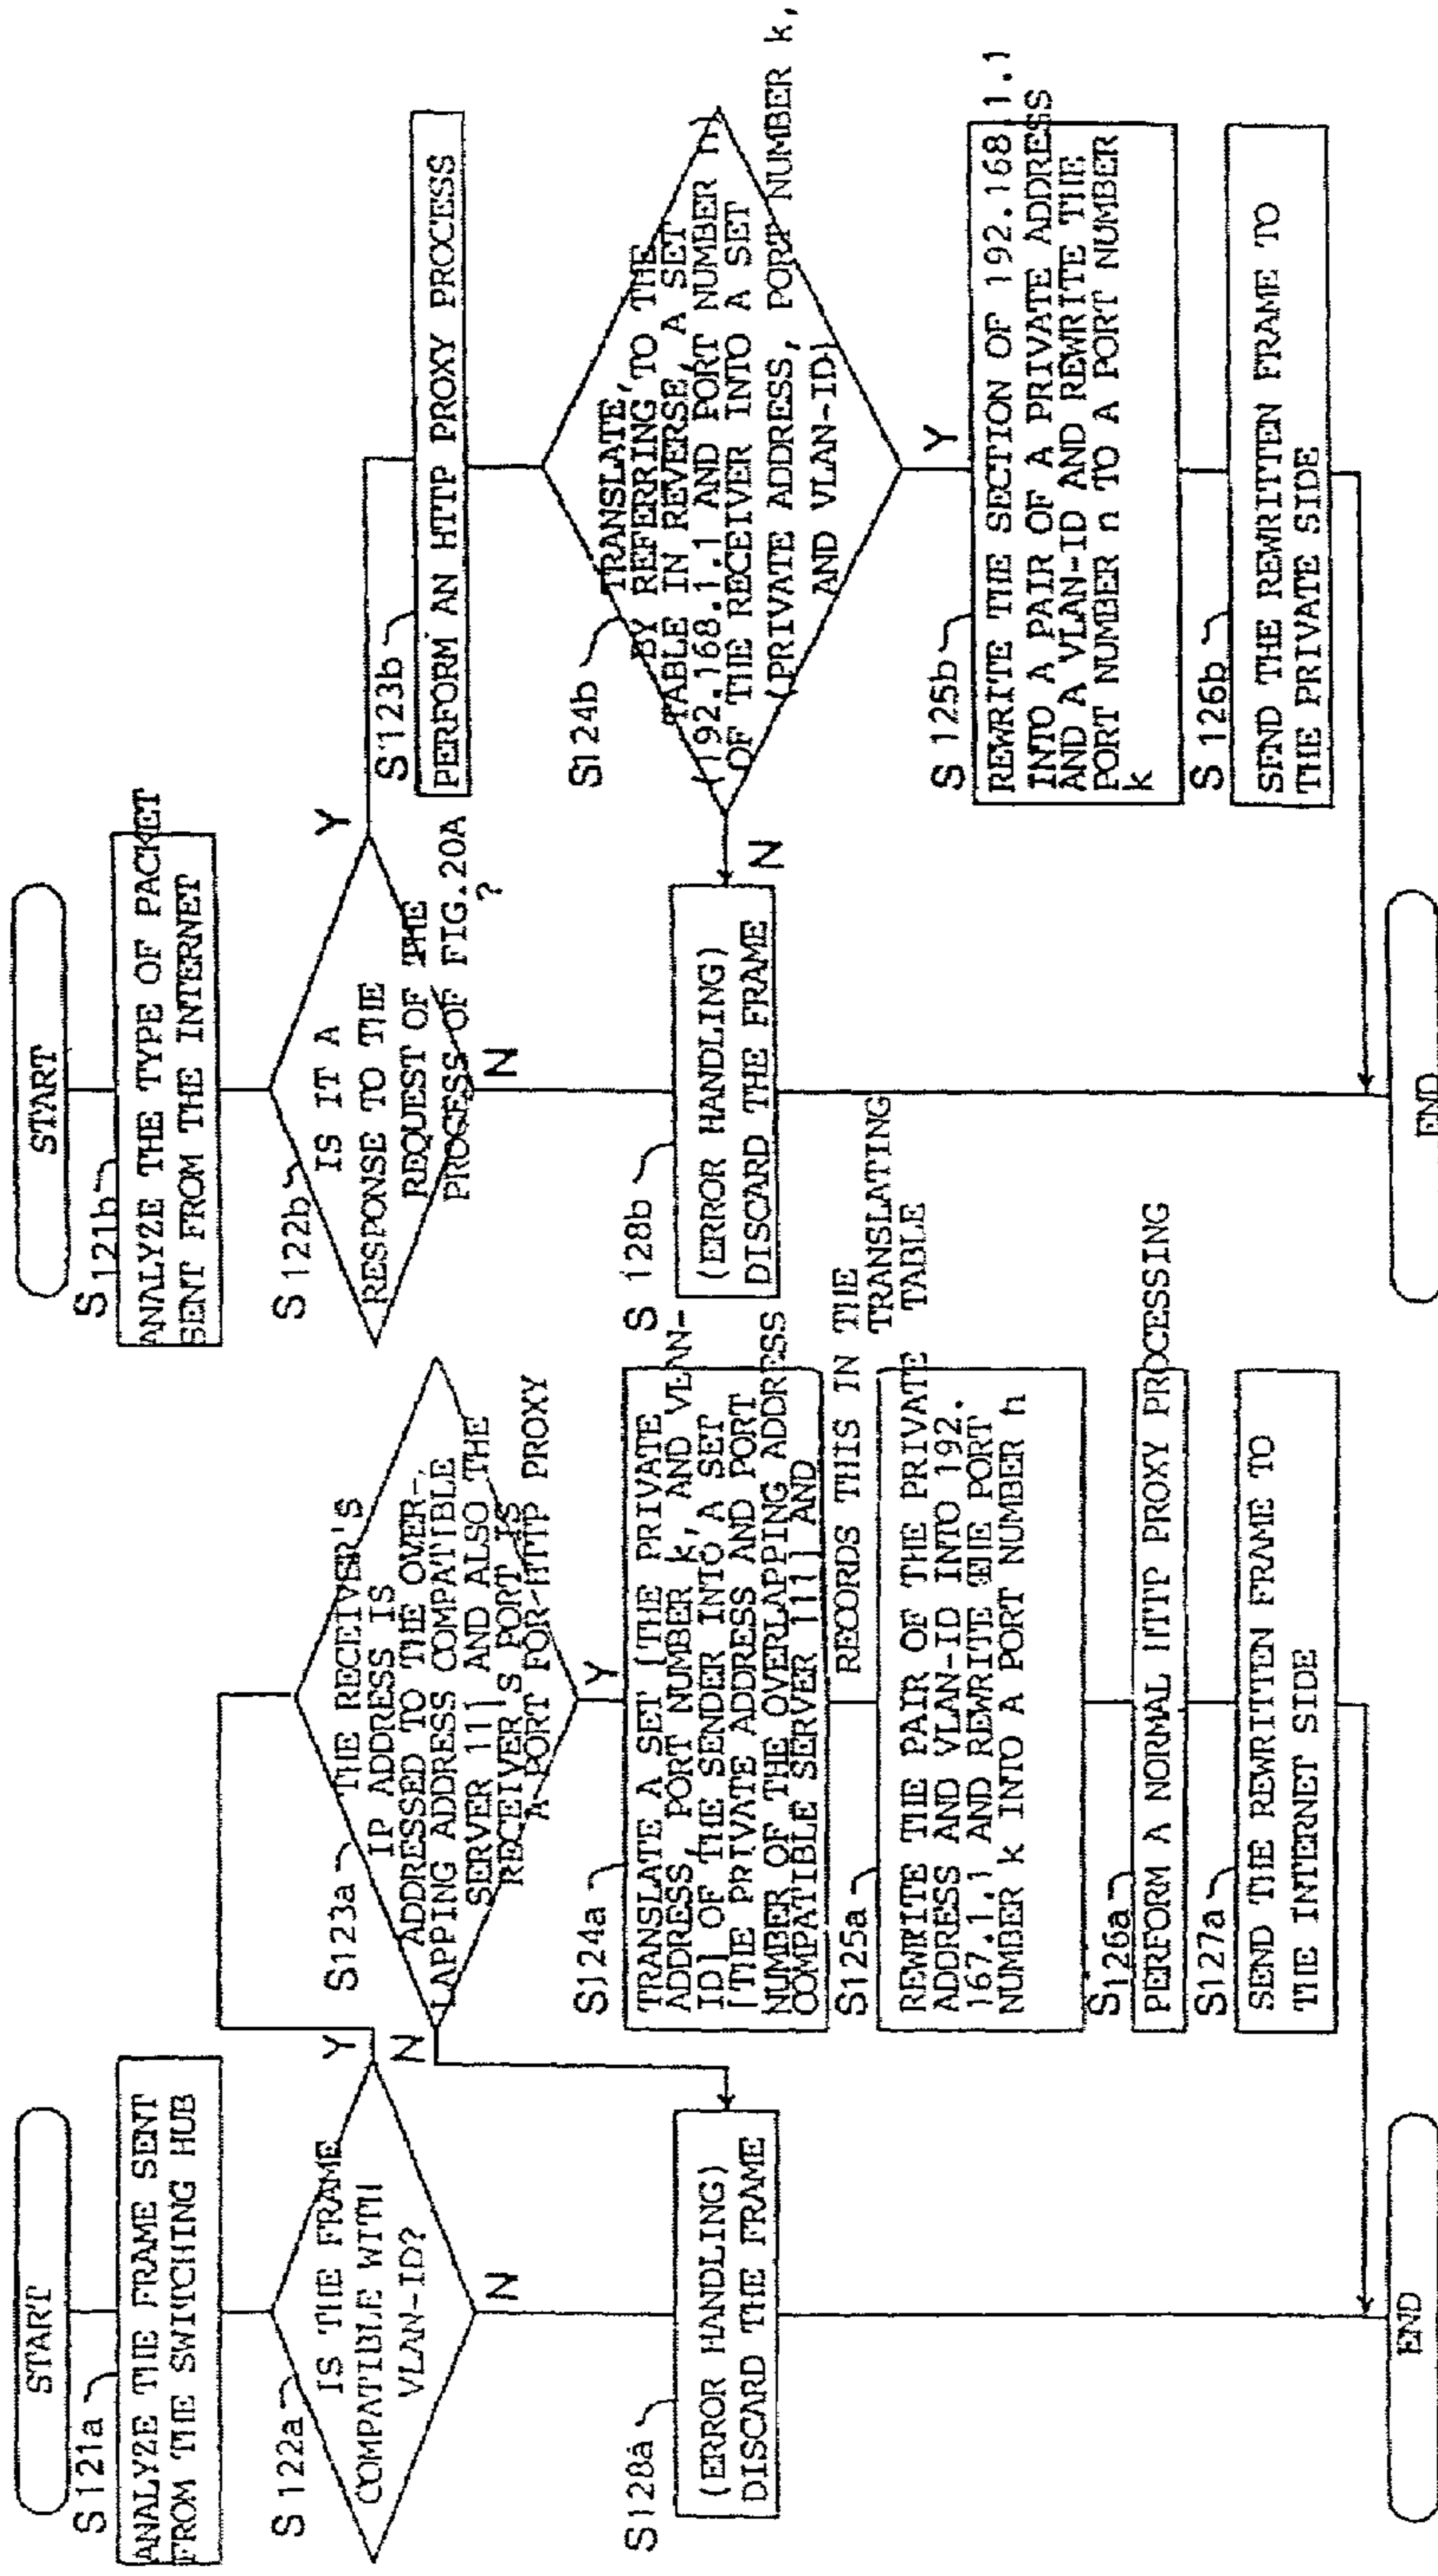 START
S 121a
ANALYZE THE FRAME SENT
FROM THE SWITCHING HUB
S 122a
IS THE FRAME
COMPATIBLE WITH
VLAN-ID?
Y
N
S123a
THE RECEIVER'S
IP ADDRESS IS
ADDRESSED TO THE OVER-
LAPPING ADDRESS COMPATIBLE
SERVER 111 AND ALSO THE
RECEIVER'S PORT IS
A PORT FOR HTTP PROXY
N
Y
S124a
TRANSLATE A SET [THE PRIVATE
ADDRESS, PORT NUMBER k, AND VLAN-
ID] OF THE SENDER INTO A SET
[THE PRIVATE ADDRESS AND PORT
NUMBER OF THE OVERLAPPING ADDRESS
COMPATIBLE SERVER 111] AND
RECORDS THIS IN THE
TRANSLATING
TABLE
S125a
REWRITE THE PAIR OF THE PRIVATE
ADDRESS AND VLAN-ID INTO 192.
167.1.1 AND REWRITE THE PORT
NUMBER k INTO A PORT NUMBER n
S126a
PERFORM A NORMAL HTTP PROXY PROCESSING
S127a
SEND THE REWRITTEN FRAME TO
THE INTERNET SIDE
S128a
(ERROR HANDLING)
DISCARD THE FRAME
END
START
S 121b
ANALYZE THE TYPE OF PACKET
SENT FROM THE INTERNET
S 122b
IS IT A
RESPONSE TO THE
REQUEST OF THE
PROCESS OF FIG.20A
?
Y
N
S 123b
PERFORM AN HTTP PROXY PROCESS
S124b
TRANSLATE,
BY REFERRING TO THE
TABLE IN REVERSE, A SET
(192.168.1.1 AND PORT NUMBER n)
OF THE RECEIVER INTO A SET
(PRIVATE ADDRESS, PORT NUMBER k,
AND VLAN-ID)
N
Y
S 125b
REWRITE THE SECTION OF 192.168.1.1
INTO A PAIR OF A PRIVATE ADDRESS
AND A VLAN-ID AND REWRITE THE
PORT NUMBER n TO A PORT NUMBER
k
S 126b
SEND THE REWRITTEN FRAME TO
THE PRIVATE SIDE
S 128b
(ERROR HANDLING)
DISCARD THE FRAME
END